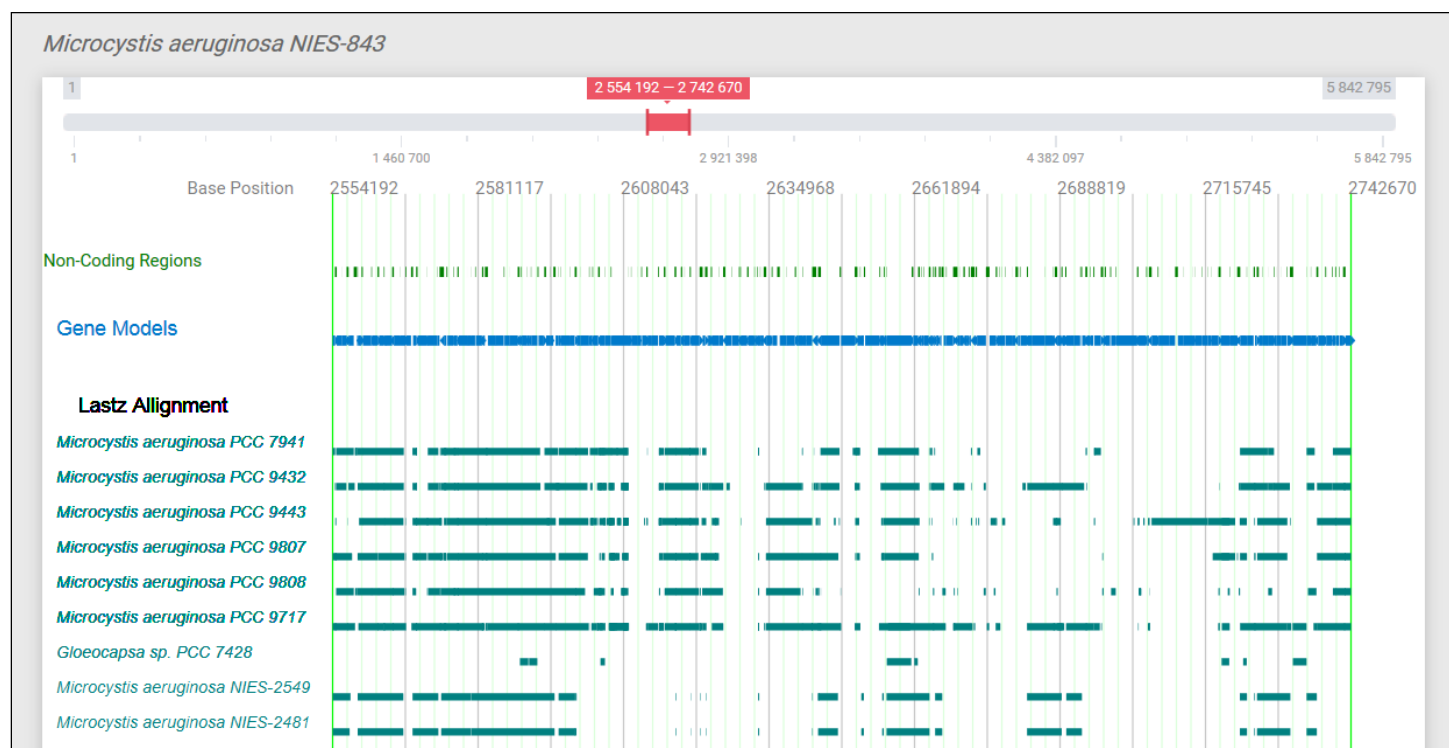 Microcystis aeruginosa NIES-843
1 2 554 192 — 2 742 670 5 842 795
1 1 460 700 2 921 398 4 382 097 5 842 795
Base Position 2554192 2581117 2608043 2634968 2661894 2688819 2715745 2742670
Non-Coding Regions
Gene Models
Lastz Allignment
Microcystis aeruginosa PCC 7941
Microcystis aeruginosa PCC 9432
Microcystis aeruginosa PCC 9443
Microcystis aeruginosa PCC 9807
Microcystis aeruginosa PCC 9808
Microcystis aeruginosa PCC 9717
Gloeocapsa sp. PCC 7428
Microcystis aeruginosa NIES-2549
Microcystis aeruginosa NIES-2481